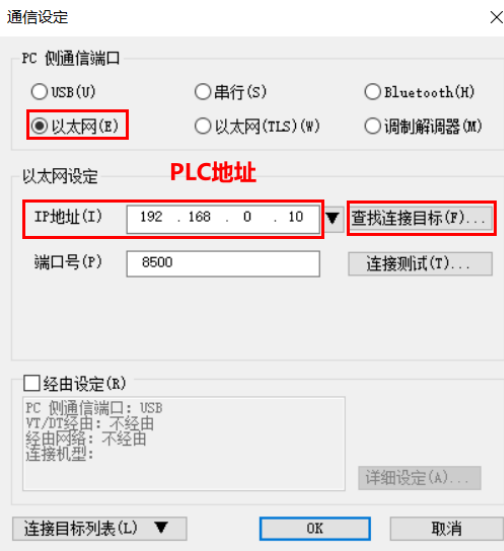 通信设定
PC 侧通信端口
USB(U) 串行(S) Bluetooth(H)
以太网(E) 以太网(TLS)(W) 调制解调器(M)
以太网设定 PLC地址
IP地址(I) 192 . 168 . 0 . 10 查找连接目标(F)...
端口号(P) 8500 连接测试(T)...
经由设定(R)
PC 侧通信端口: USB
VT/DT经由: 不经由
经由网络: 不经由
连接机型:
详细设定(A)...
连接目标列表(L) ▼ OK 取消